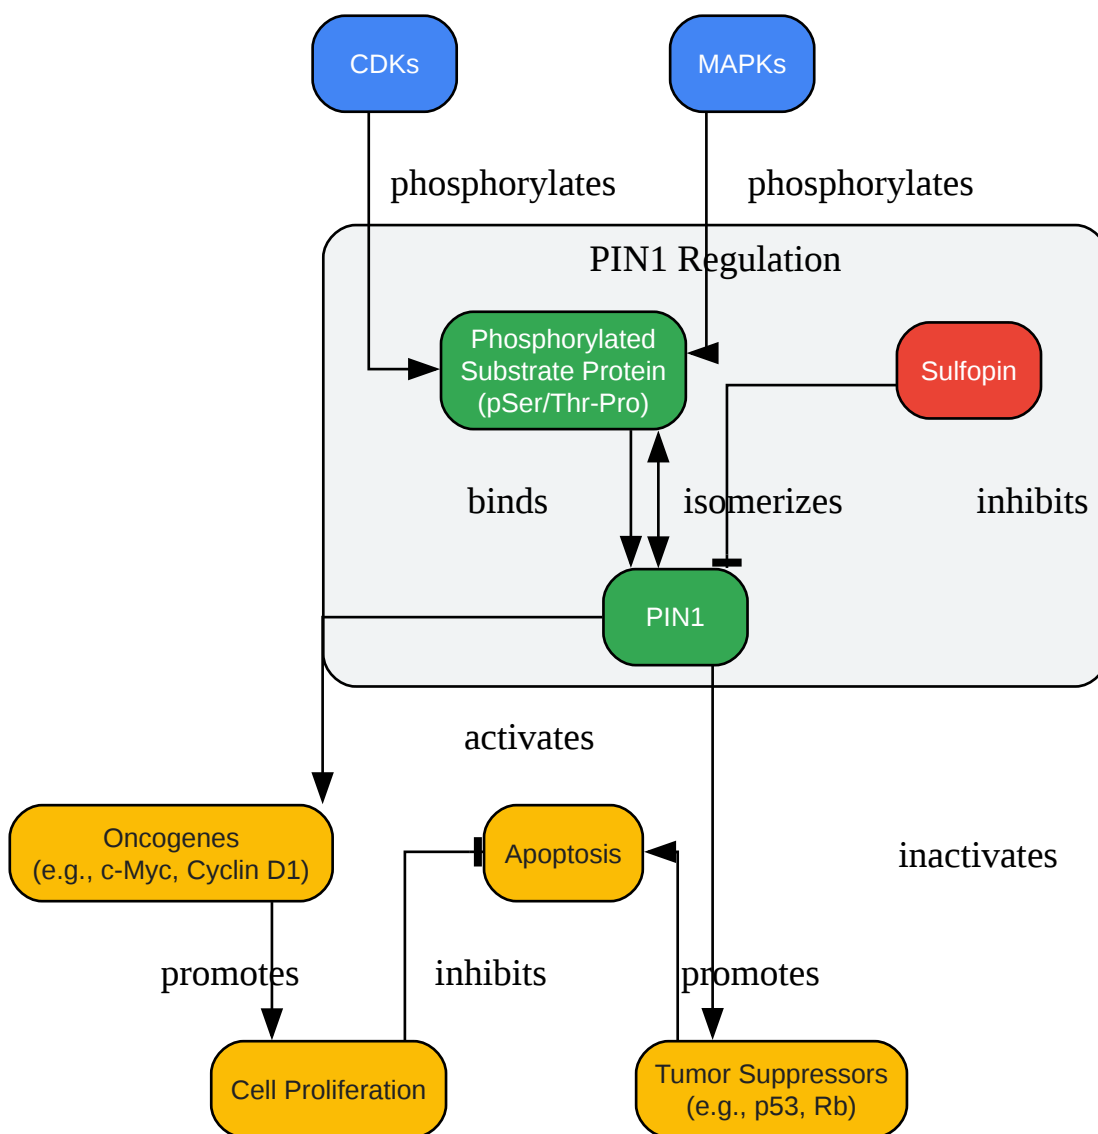 CDKs
MAPKs
phosphorylates
phosphorylates
PIN1 Regulation
Phosphorylated
Substrate Protein
(pSer/Thr-Pro)
Sulfopin
binds
isomerizes
inhibits
PIN1
activates
Oncogenes
(e.g., c-Myc, Cyclin D1)
Apoptosis
inactivates
promotes
inhibits
promotes
Cell Proliferation
Tumor Suppressors
(e.g., p53, Rb)